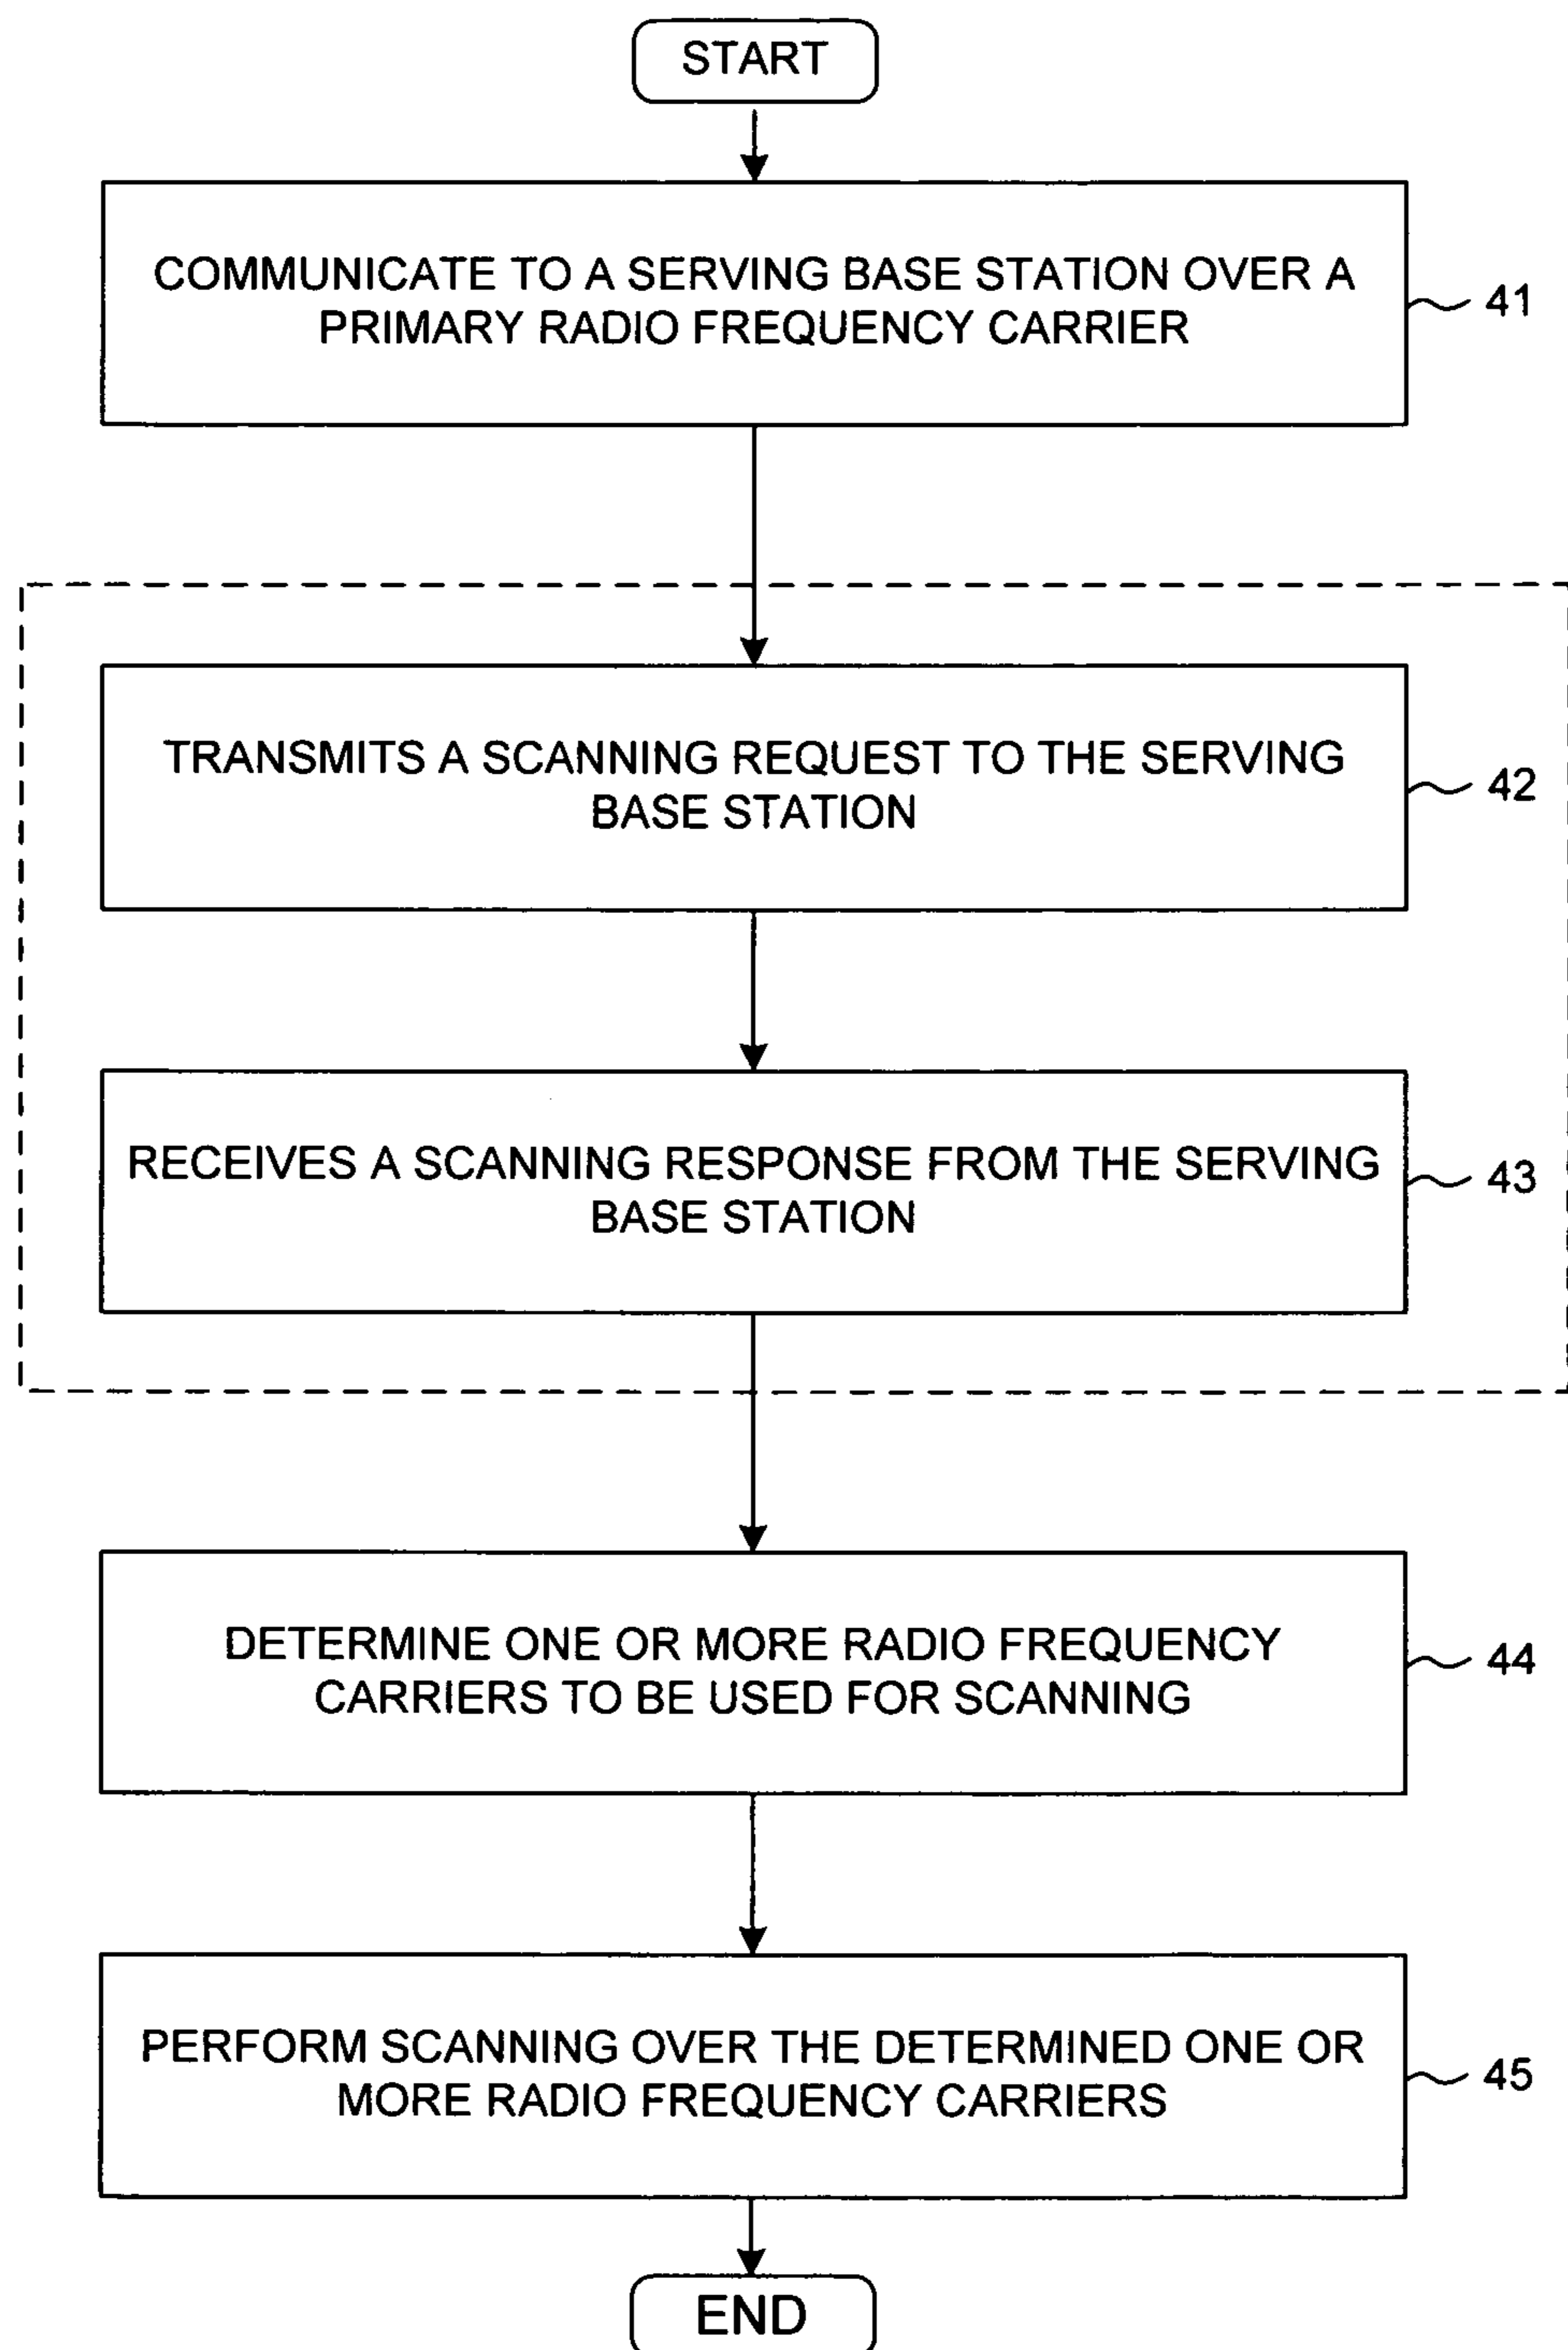 START
COMMUNICATE TO A SERVING BASE STATION OVER A
PRIMARY RADIO FREQUENCY CARRIER
41
TRANSMITS A SCANNING REQUEST TO THE SERVING
BASE STATION
42
RECEIVES A SCANNING RESPONSE FROM THE SERVING
BASE STATION
43
DETERMINE ONE OR MORE RADIO FREQUENCY
CARRIERS TO BE USED FOR SCANNING
44
PERFORM SCANNING OVER THE DETERMINED ONE OR
MORE RADIO FREQUENCY CARRIERS
45
END